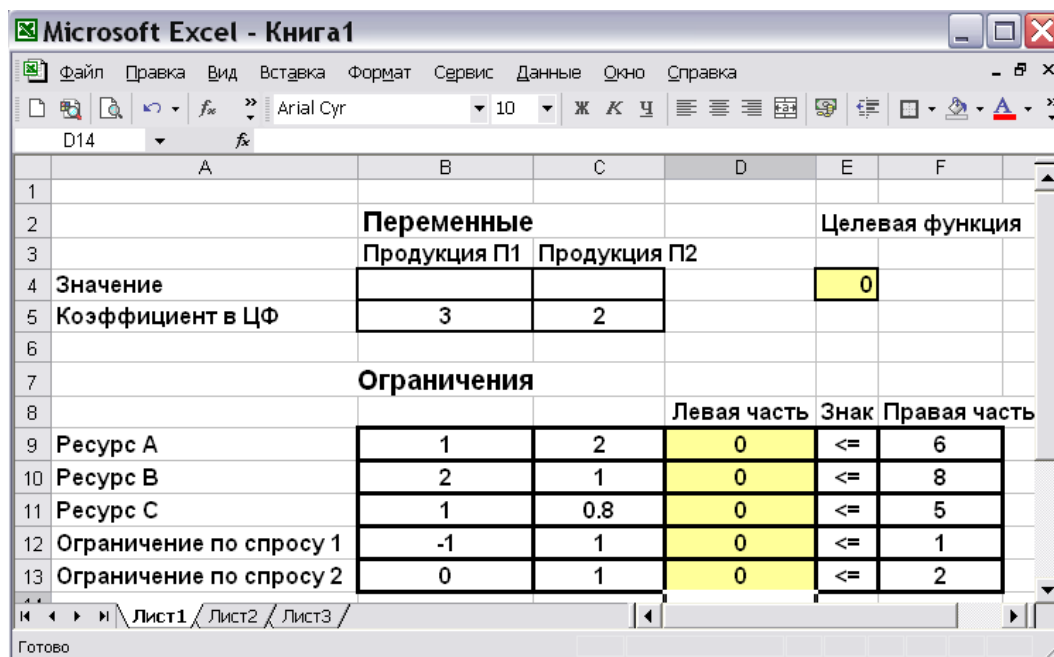 Microsoft Excel - Книга1
Файл Правка Вид Вставка Формат Сервис Данные Окно Справка
Arial Cyr 10 Ж К Ч
D14 fx
A B C D E F
1
2 Переменные Целевая функция
3 Продукция П1 Продукция П2
4 Значение 0
5 Коэффициент в ЦФ 3 2
6
7 Ограничения
8 Левая часть Знак Правая часть
9 Ресурс A 1 2 0 <= 6
10 Ресурс B 2 1 0 <= 8
11 Ресурс C 1 0.8 0 <= 5
12 Ограничение по спросу 1 -1 1 0 <= 1
13 Ограничение по спросу 2 0 1 0 <= 2
Лист1 Лист2 Лист3
Готово